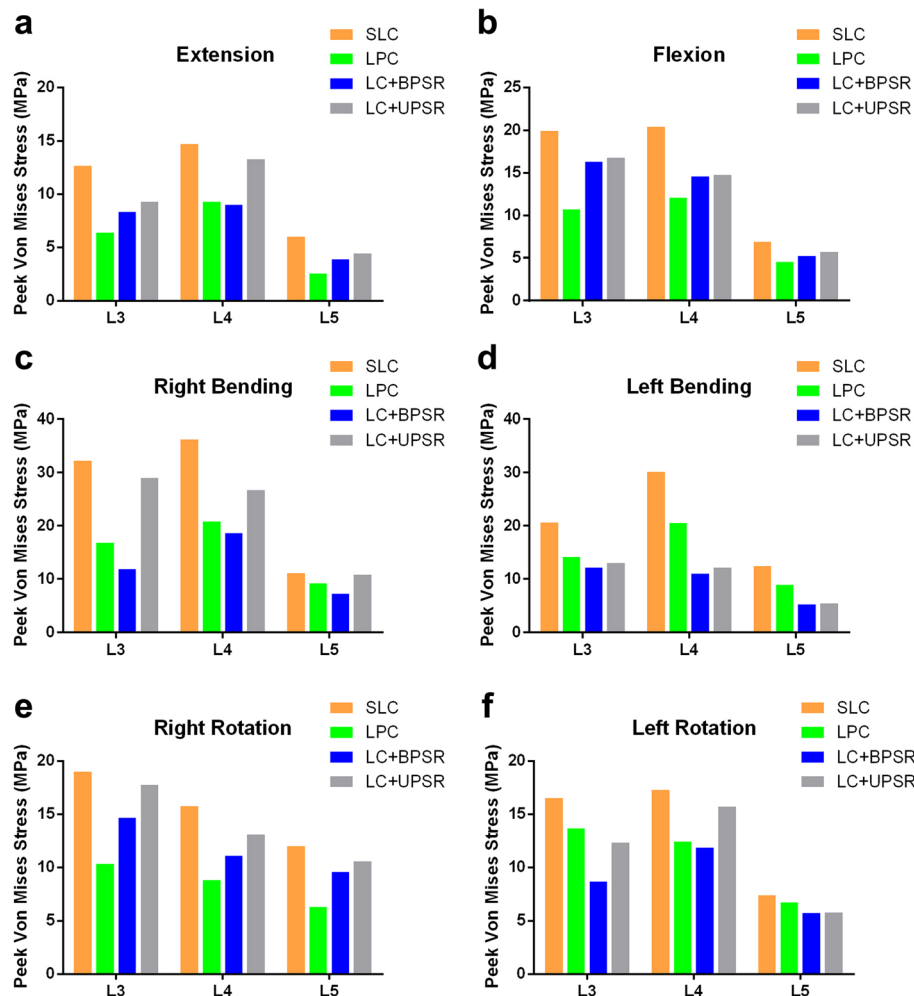 a
Extension
SLC
LPC
LC+BPSR
LC+UPSR
Peek Von Mises Stress (MPa)
20
15
10
5
0
L3 L4 L5
b
Flexion
SLC
LPC
LC+BPSR
LC+UPSR
Peek Von Mises Stress (MPa)
25
20
15
10
5
0
L3 L4 L5
c
Right Bending
SLC
LPC
LC+BPSR
LC+UPSR
Peek Von Mises Stress (MPa)
40
30
20
10
0
L3 L4 L5
d
Left Bending
SLC
LPC
LC+BPSR
LC+UPSR
Peek Von Mises Stress (MPa)
40
30
20
10
0
L3 L4 L5
e
Right Rotation
SLC
LPC
LC+BPSR
LC+UPSR
Peek Von Mises Stress (MPa)
20
15
10
5
0
L3 L4 L5
f
Left Rotation
SLC
LPC
LC+BPSR
LC+UPSR
Peek Von Mises Stress (MPa)
20
15
10
5
0
L3 L4 L5